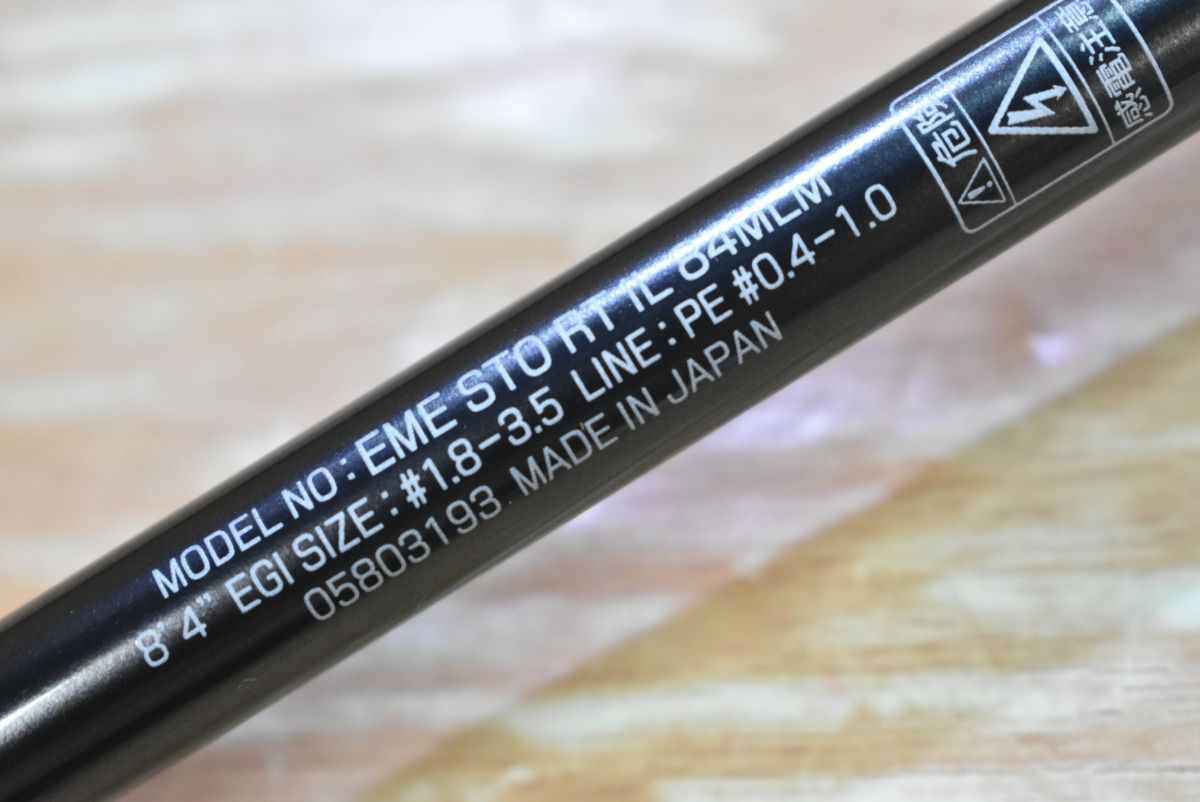 MODEL NO : EME STO RT IL 84MLM
8' 4" EGI SIZE : #1.8-3.5 LINE : PE #0.4-1.0
05803193 MADE IN JAPAN
危険
感電注意